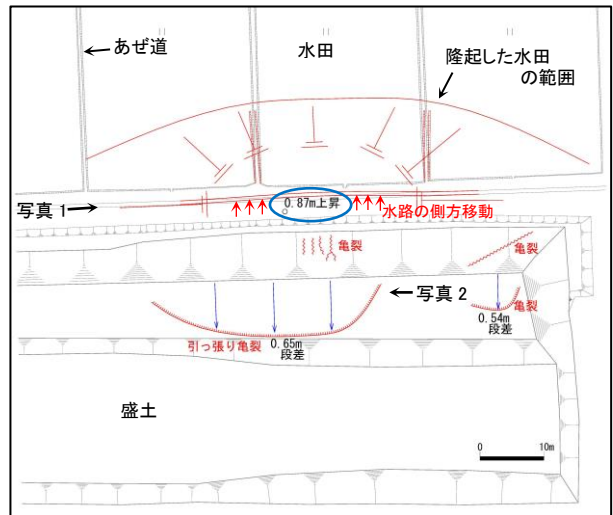 あぜ道
水田
隆起した水田
の範囲
写真1
0.87m上昇
水路の側方移動
亀裂
亀裂
写真2
亀裂
0.54m
段差
引っ張り亀裂
0.65m
段差
盛土
0
10m